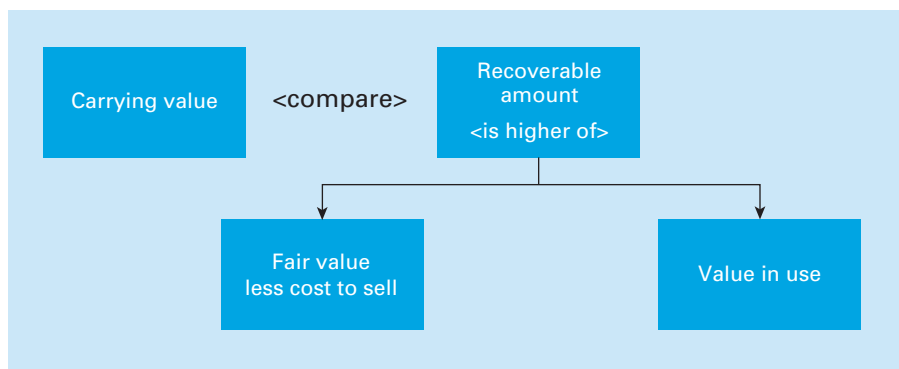 Carrying value
<compare>
Recoverable
amount
<is higher of>
Fair value
less cost to sell
Value in use